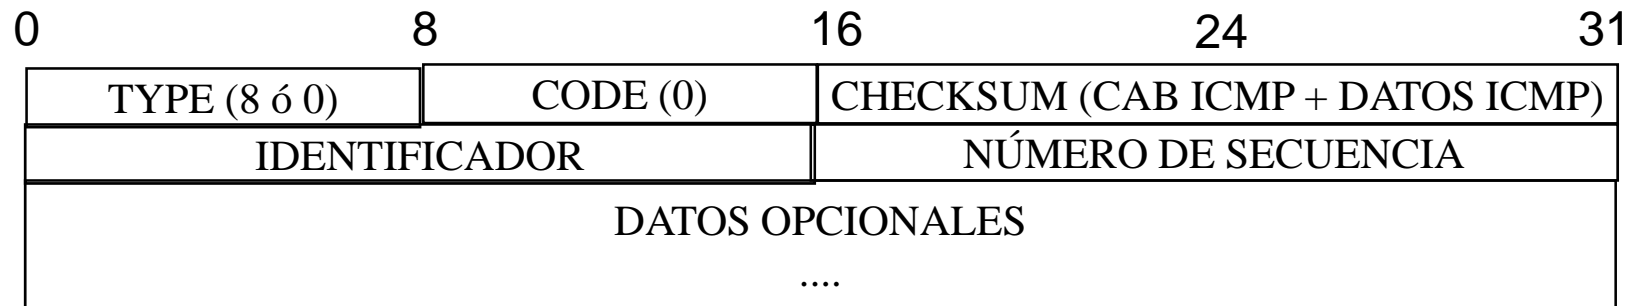 0 8 16 24 31
TYPE (8 ó 0) CODE (0) CHECKSUM (CAB ICMP + DATOS ICMP)
IDENTIFICADOR NÚMERO DE SECUENCIA
DATOS OPCIONALES
....